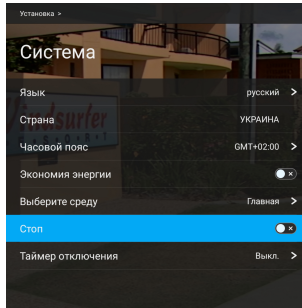 Установка >
Система
Язык русский >
Страна УКРАИНА
Часовой пояс GMT+02:00 >
Экономия энергии
Выберите среду Главная >
Стоп
Таймер отключения Выкл. >